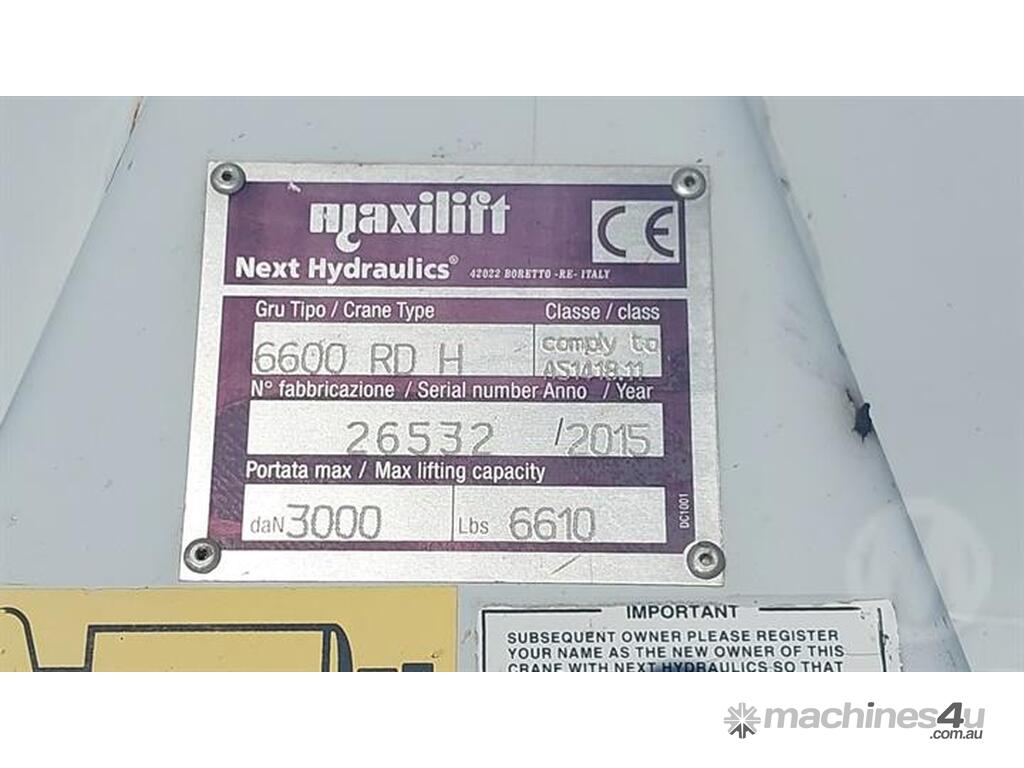 maxilift
CE
Next Hydraulics® 42022 BORETTO -RE- ITALY
Gru Tipo / Crane Type Classe / class
6600 RD H comply to
AS1418.11
N° fabbricazione / Serial number Anno / Year
26532 /2015
Portata max / Max lifting capacity
daN 3000 Lbs 6610
DC1001
IMPORTANT
SUBSEQUENT OWNER PLEASE REGISTER
YOUR NAME AS THE NEW OWNER OF THIS
CRANE WITH NEXT HYDRAULICS SO THAT
machines4u
.com.au